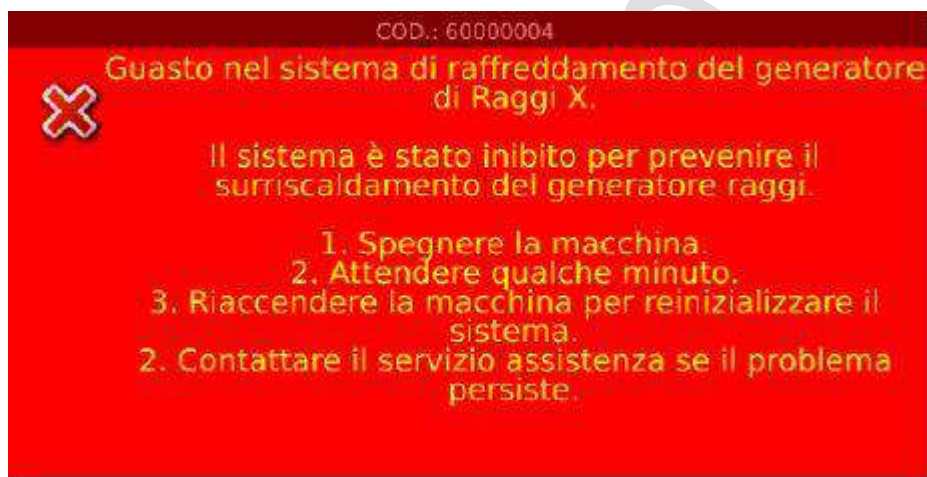 COD.: 60000004
Guasto nel sistema di raffreddamento del generatore
di Raggi X.
Il sistema è stato inibito per prevenire il
surriscaldamento del generatore raggi.
1. Spegnere la macchina.
2. Attendere qualche minuto.
3. Riaccendere la macchina per reinizializzare il
sistema.
2. Contattare il servizio assistenza se il problema
persiste.